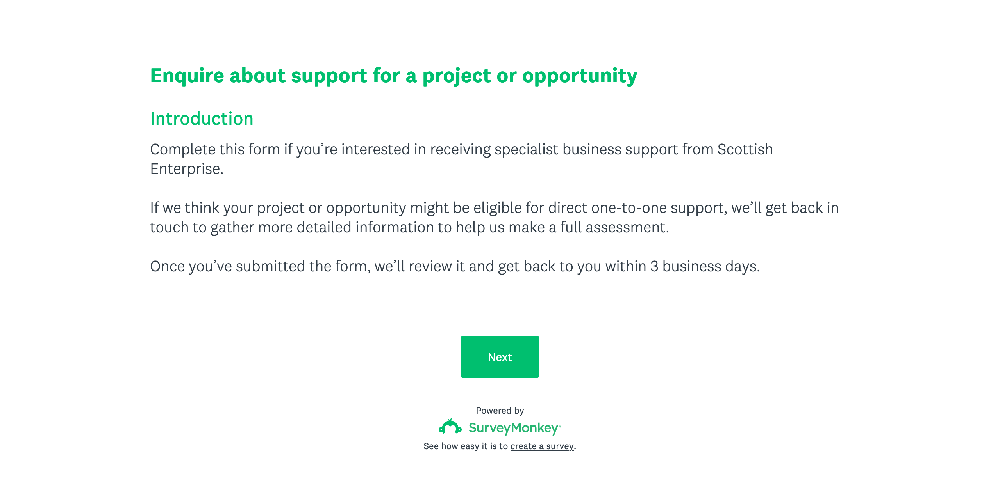 Enquire about support for a project or opportunity
Introduction
Complete this form if you’re interested in receiving specialist business support from Scottish
Enterprise.
If we think your project or opportunity might be eligible for direct one-to-one support, we’ll get back in
touch to gather more detailed information to help us make a full assessment.
Once you’ve submitted the form, we’ll review it and get back to you within 3 business days.
Next
Powered by
SurveyMonkey®
See how easy it is to create a survey.